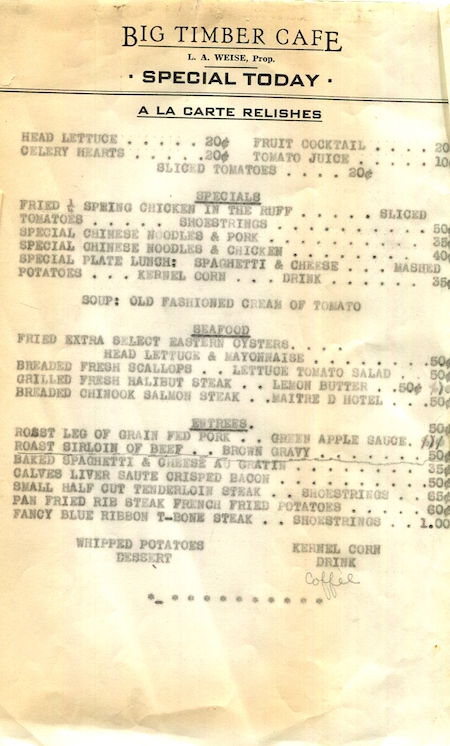 BIG TIMBER CAFE
L. A. WEISE, Prop.
· SPECIAL TODAY ·
A LA CARTE RELISHES
HEAD LETTUCE . . . . . . 20¢ FRUIT COCKTAIL . . . . 20
CELERY HEARTS . . . . . .20¢ TOMATO JUICE . . . . . 10
SLICED TOMATOES . . . . 20¢
SPECIALS
FRIED ½ SPRING CHICKEN IN THE RUFF . . . . . . SLICED
TOMATOES . . . . . SHOESTRINGS . . . . . . . . . . . 50¢
SPECIAL CHINESE NOODLES & PORK . . . . . . . . . . . 35¢
SPECIAL CHINESE NOODLES & CHICKEN . . . . . . . . . 40¢
SPECIAL PLATE LUNCH: SPAGHETTI & CHEESE . . . . MASHED
POTATOES . . . KERNEL CORN . . . DRINK . . . . . . . 35¢
SOUP: OLD FASHIONED CREAM OF TOMATO
SEAFOOD
FRIED EXTRA SELECT EASTERN OYSTERS. . . . .
HEAD LETTUCE & MAYONNAISE . . . . . . . . . 50¢
BREADED FRESH SCALLOPS . . LETTUCE TOMATO SALAD . . 50¢
GRILLED FRESH HALIBUT STEAK . . LEMON BUTTER . .50¢
BREADED CHINOOK SALMON STEAK . .MAITRE D HOTEL . . . 50¢
ENTREES.
ROAST LEG OF GRAIN FED PORK . . GREEN APPLE SAUCE. 50¢
ROAST SIRLOIN OF BEEF . . BROWN GRAVY . . . . . . . 50¢
BAKED SPAGHETTI & CHEESE AU GRATIN . . . . . . . . . 35¢
CALVES LIVER SAUTE CRISPED BACON . . . . . . . . . . 50¢
SMALL HALF CUT TENDERLOIN STEAK . . SHOESTRINGS . . 65¢
PAN FRIED RIB STEAK FRENCH FRIED POTATOES . . . . . 60¢
FANCY BLUE RIBBON T-BONE STEAK . . SHOESTRINGS . . . 1.00
WHIPPED POTATOES KERNEL CORN
DESSERT DRINK
coffee